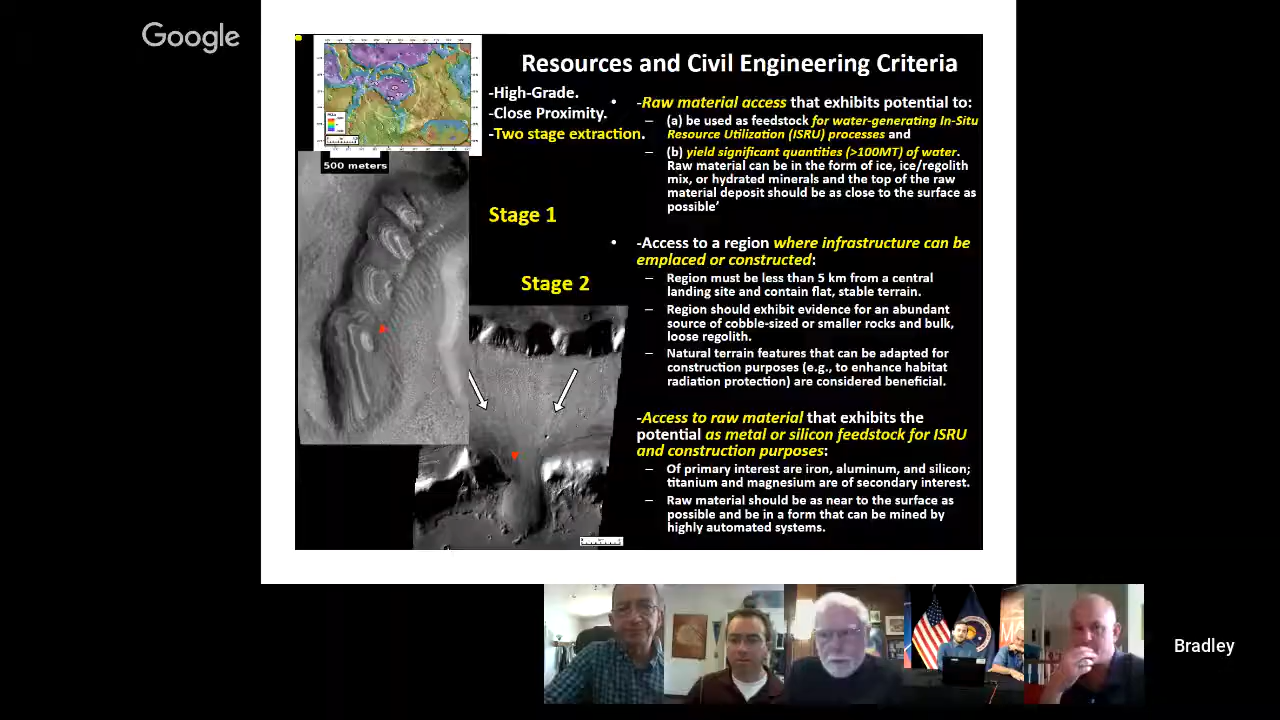 Google
Resources and Civil Engineering Criteria
-High-Grade.
-Close Proximity.
-Two stage extraction.
500 meters
Stage 1
Stage 2
• -Raw material access that exhibits potential to:
– (a) be used as feedstock for water-generating In-Situ
Resource Utilization (ISRU) processes and
– (b) yield significant quantities (>100MT) of water.
Raw material can be in the form of ice, ice/regolith
mix, or hydrated minerals and the top of the raw
material deposit should be as close to the surface as
possible’
• -Access to a region where infrastructure can be
emplaced or constructed:
– Region must be less than 5 km from a central
landing site and contain flat, stable terrain.
– Region should exhibit evidence for an abundant
source of cobble-sized or smaller rocks and bulk,
loose regolith.
– Natural terrain features that can be adapted for
construction purposes (e.g., to enhance habitat
radiation protection) are considered beneficial.
-Access to raw material that exhibits the
potential as metal or silicon feedstock for ISRU
and construction purposes:
– Of primary interest are iron, aluminum, and silicon;
titanium and magnesium are of secondary interest.
– Raw material should be as near to the surface as
possible and be in a form that can be mined by
highly automated systems.
Bradley